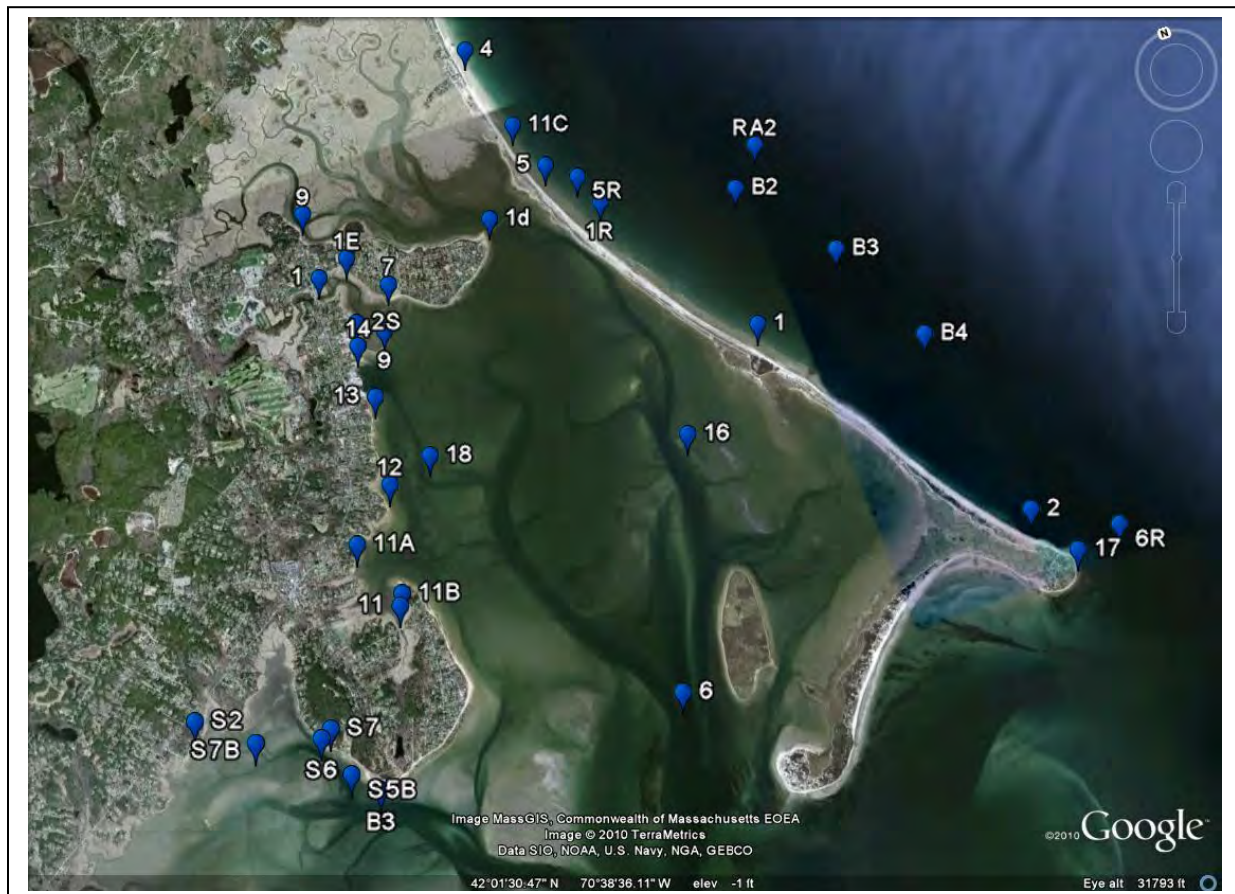 N
4
11C
RA2
5
5R
B2
9
1R
1d
1E
B3
1
7
1
2S
14
B4
9
13
16
18
12
2
6R
11A
17
11B
11
6
S2
S7
S7B
S6
S5B
B3
Image MassGIS, Commonwealth of Massachusetts EOEA
Image © 2010 TerraMetrics
Data SIO, NOAA, U.S. Navy, NGA, GEBCO
©2010 Google™
42°01'30.47" N 70°38'36.11" W elev -1 ft
Eye alt 31793 ft